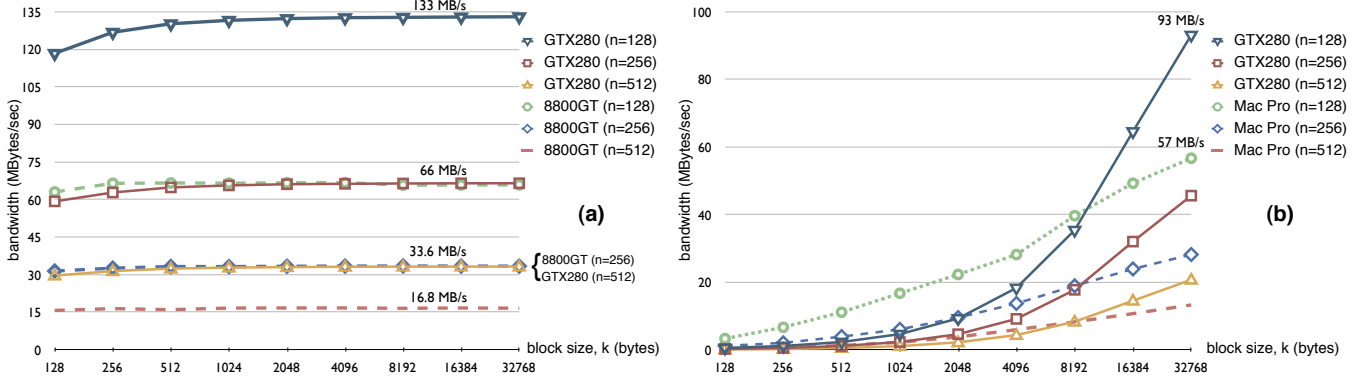 bandwidth (MBytes/sec)
135
120
105
90
75
60
45
30
15
0
133 MB/s
66 MB/s
33.6 MB/s
16.8 MB/s
GTX280 (n=128)
GTX280 (n=256)
GTX280 (n=512)
8800GT (n=128)
8800GT (n=256)
8800GT (n=512)
(a)
{ 8800GT (n=256)
GTX280 (n=512)
block size, k (bytes)
128 256 512 1024 2048 4096 8192 16384 32768
bandwidth (MBytes/sec)
100
80
60
40
20
0
93 MB/s
57 MB/s
GTX280 (n=128)
GTX280 (n=256)
GTX280 (n=512)
Mac Pro (n=128)
Mac Pro (n=256)
Mac Pro (n=512)
(b)
block size, k (bytes)
128 256 512 1024 2048 4096 8192 16384 32768